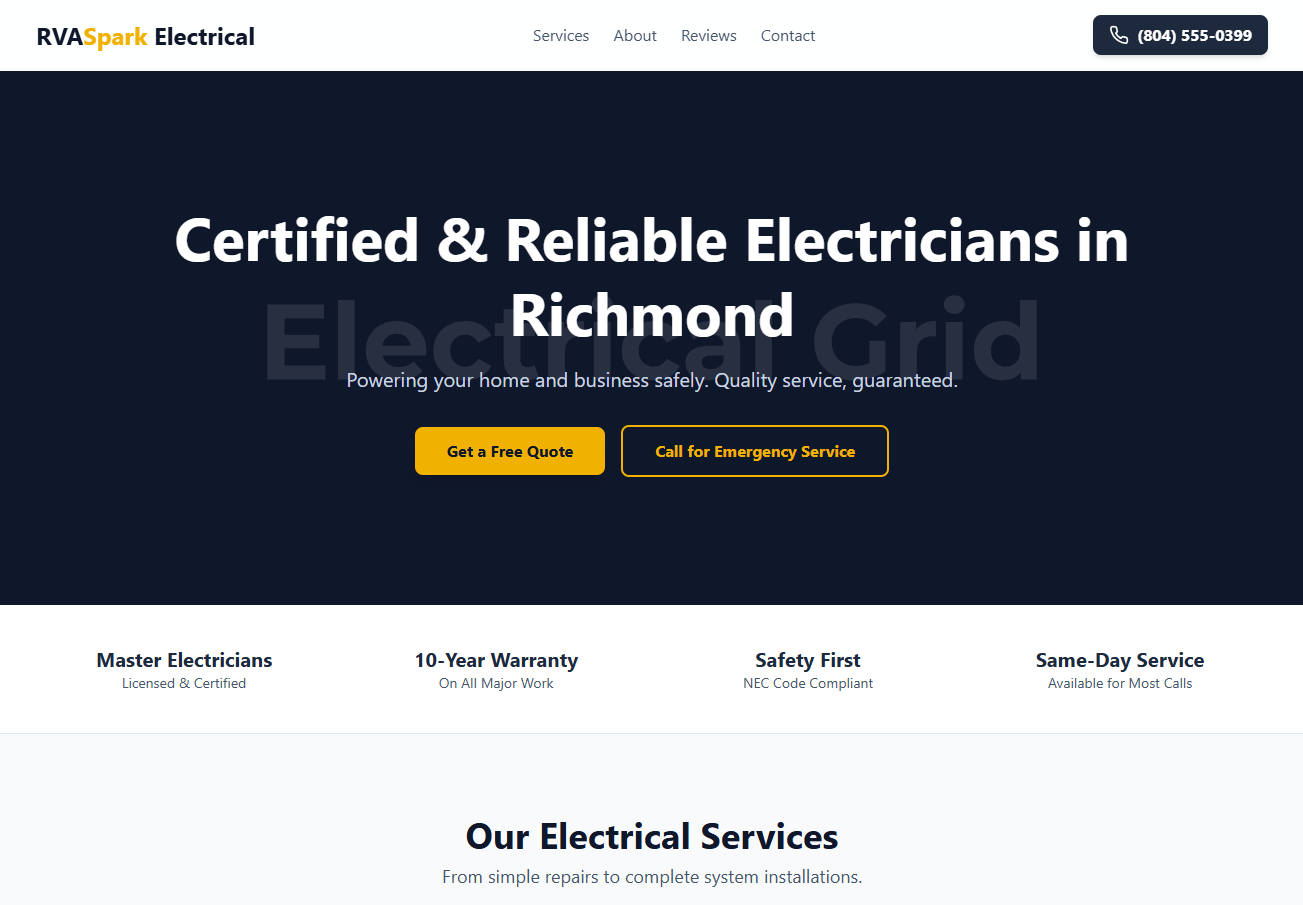 RVASpark Electrical
Services
About
Reviews
Contact
(804) 555-0399
Certified & Reliable Electricians in
Richmond
Electrical Grid
Powering your home and business safely. Quality service, guaranteed.
Get a Free Quote
Call for Emergency Service
Master Electricians
Licensed & Certified
10-Year Warranty
On All Major Work
Safety First
NEC Code Compliant
Same-Day Service
Available for Most Calls
Our Electrical Services
From simple repairs to complete system installations.